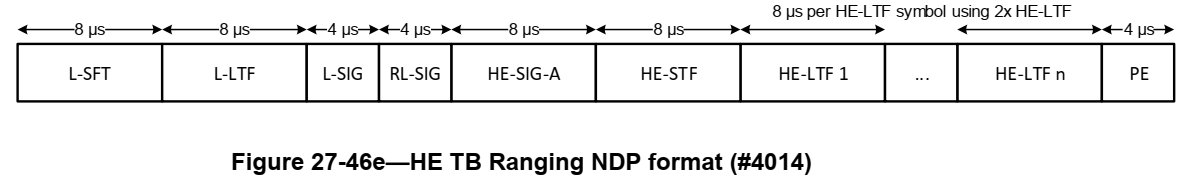 8 µs per HE-LTF symbol using 2x HE-LTF
8 µs 8 µs 4 µs 4 µs 8 µs 8 µs 4 µs
L-SFT L-LTF L-SIG RL-SIG HE-SIG-A HE-STF HE-LTF 1 ... HE-LTF n PE
Figure 27-46e—HE TB Ranging NDP format (#4014)